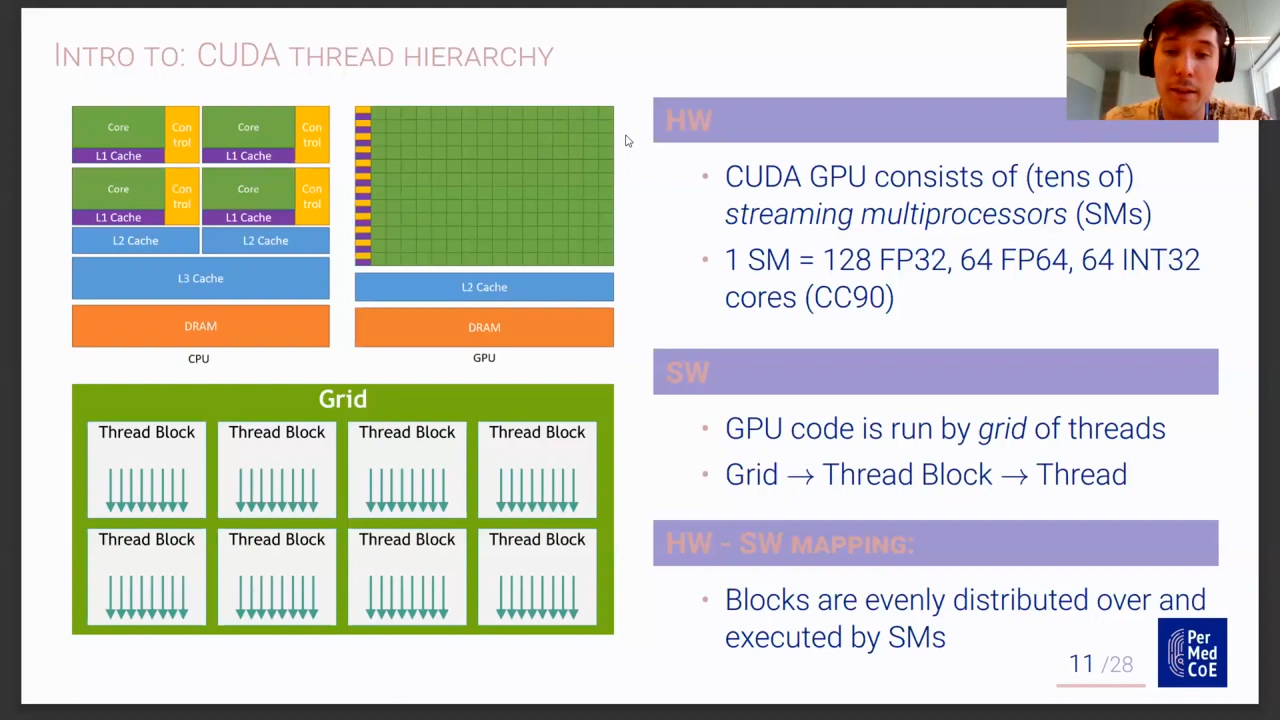 INTRO TO: CUDA THREAD HIERARCHY
Core
Con
trol
Core
Con
trol
L1 Cache
L1 Cache
Core
Con
trol
Core
Con
trol
L1 Cache
L1 Cache
L2 Cache
L2 Cache
L3 Cache
DRAM
CPU
L2 Cache
DRAM
GPU
Grid
Thread Block
Thread Block
Thread Block
Thread Block
Thread Block
Thread Block
Thread Block
Thread Block
HW
• CUDA GPU consists of (tens of)
streaming multiprocessors (SMs)
• 1 SM = 128 FP32, 64 FP64, 64 INT32
cores (CC90)
SW
• GPU code is run by grid of threads
• Grid → Thread Block → Thread
HW - SW MAPPING:
• Blocks are evenly distributed over and
executed by SMs
11 /28
Per
Med
CoE